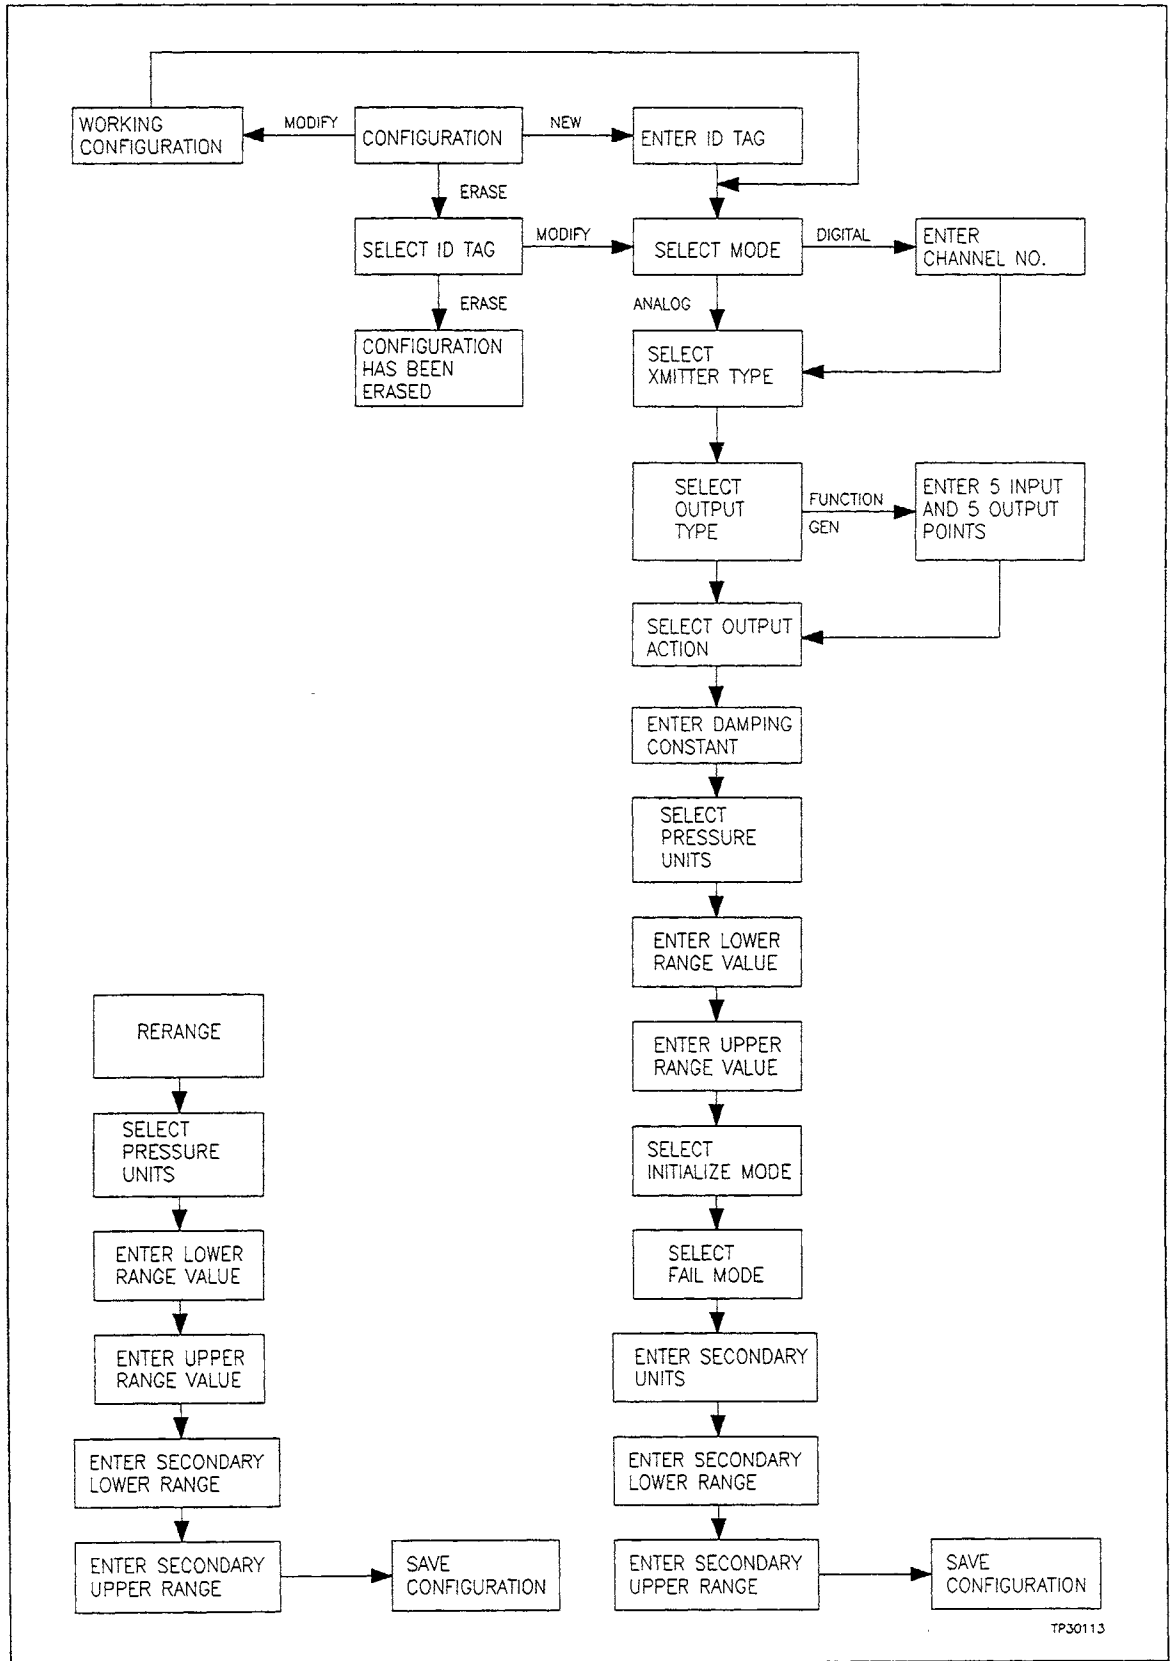 WORKING
CONFIGURATION
MODIFY
CONFIGURATION
NEW
ENTER ID TAG
ERASE
SELECT ID TAG
MODIFY
SELECT MODE
DIGITAL
ENTER
CHANNEL NO.
ERASE
ANALOG
CONFIGURATION
HAS BEEN
ERASED
SELECT
XMITTER TYPE
SELECT
OUTPUT
TYPE
FUNCTION
GEN
ENTER 5 INPUT
AND 5 OUTPUT
POINTS
SELECT OUTPUT
ACTION
ENTER DAMPING
CONSTANT
SELECT
PRESSURE
UNITS
ENTER LOWER
RANGE VALUE
ENTER UPPER
RANGE VALUE
SELECT
INITIALIZE MODE
SELECT
FAIL MODE
ENTER SECONDARY
UNITS
ENTER SECONDARY
LOWER RANGE
ENTER SECONDARY
UPPER RANGE
SAVE
CONFIGURATION
RERANGE
SELECT
PRESSURE
UNITS
ENTER LOWER
RANGE VALUE
ENTER UPPER
RANGE VALUE
ENTER SECONDARY
LOWER RANGE
ENTER SECONDARY
UPPER RANGE
SAVE
CONFIGURATION
TP30113